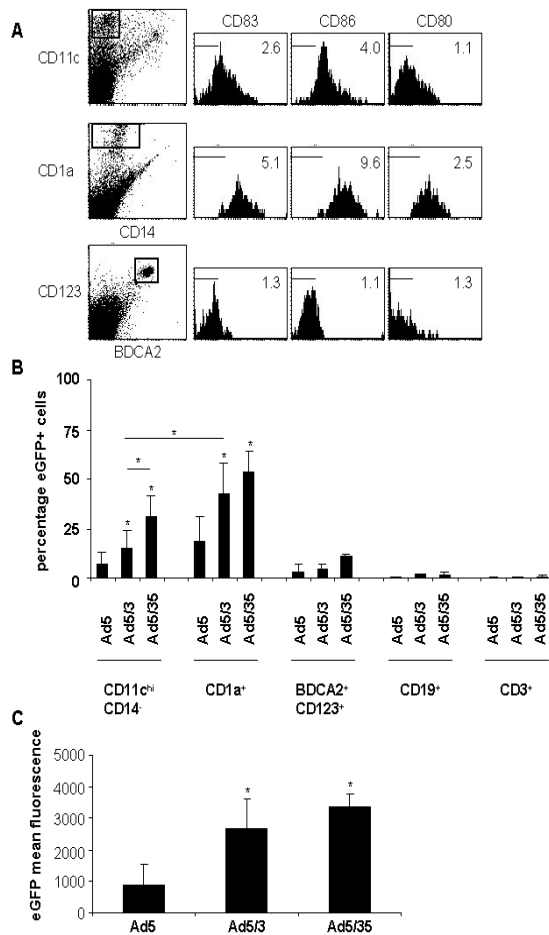 A
CD83 CD86 CD80
CD11c
2.6 4.0 1.1
CD1a
5.1 9.6 2.5
CD14
CD123
1.3 1.1 1.3
BDCA2
B
percentage eGFP+ cells
100
75
50
25
0
* * * * * *
Ad5 Ad5/3 Ad5/35 Ad5 Ad5/3 Ad5/35 Ad5 Ad5/3 Ad5/35 Ad5 Ad5/3 Ad5/35 Ad5 Ad5/3 Ad5/35
CD11cʰⁱ CD1a⁺ BDCA2⁺ CD19⁺ CD3⁺
CD14⁻ CD123⁺
C
eGFP mean fluorescence
5000
4000
3000
2000
1000
0
* *
Ad5 Ad5/3 Ad5/35